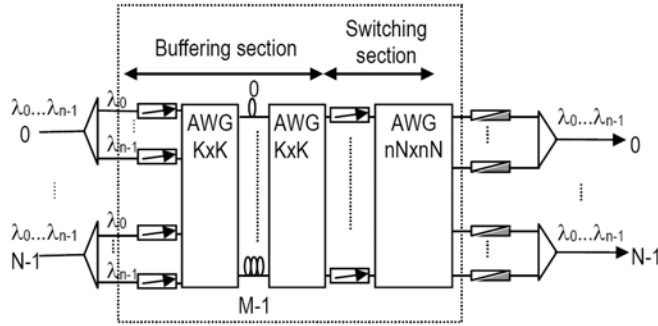 Buffering section
Switching section
λ0...λn-1
0
λ0
λn-1
AWG KxK
0
AWG KxK
AWG nNxnN
λ0...λn-1
0
λ0...λn-1
N-1
λ0
λn-1
M-1
λ0...λn-1
N-1